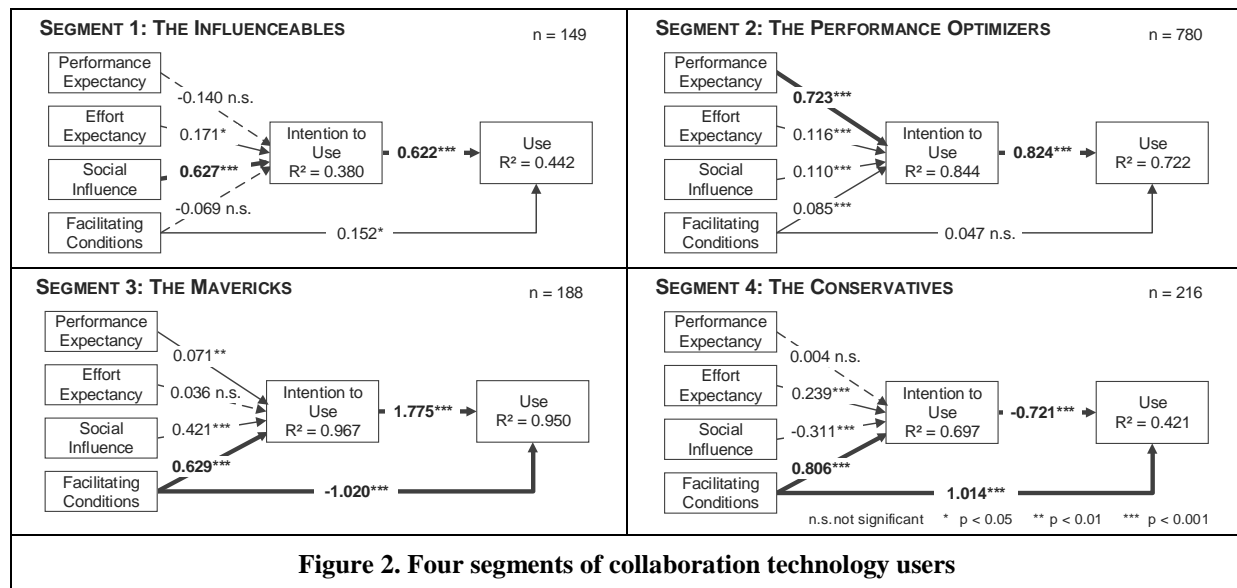 SEGMENT 1: THE INFLUENCEABLES
n = 149
Performance
Expectancy
-0.140 n.s.
Effort
Expectancy
0.171*
Social
Influence
0.627***
Facilitating
Conditions
-0.069 n.s.
Intention to
Use
R² = 0.380
0.622***
Use
R² = 0.442
0.152*
SEGMENT 2: THE PERFORMANCE OPTIMIZERS
n = 780
Performance
Expectancy
0.723***
Effort
Expectancy
0.116***
Social
Influence
0.110***
Facilitating
Conditions
0.085***
Intention to
Use
R² = 0.844
0.824***
Use
R² = 0.722
0.047 n.s.
SEGMENT 3: THE MAVERICKS
n = 188
Performance
Expectancy
0.071**
Effort
Expectancy
0.036 n.s.
Social
Influence
0.421***
Facilitating
Conditions
0.629***
Intention to
Use
R² = 0.967
1.775***
Use
R² = 0.950
-1.020***
SEGMENT 4: THE CONSERVATIVES
n = 216
Performance
Expectancy
0.004 n.s.
Effort
Expectancy
0.239***
Social
Influence
-0.311***
Facilitating
Conditions
0.806***
Intention to
Use
R² = 0.697
-0.721***
Use
R² = 0.421
1.014***
n.s. not significant * p < 0.05 ** p < 0.01 *** p < 0.001
Figure 2. Four segments of collaboration technology users